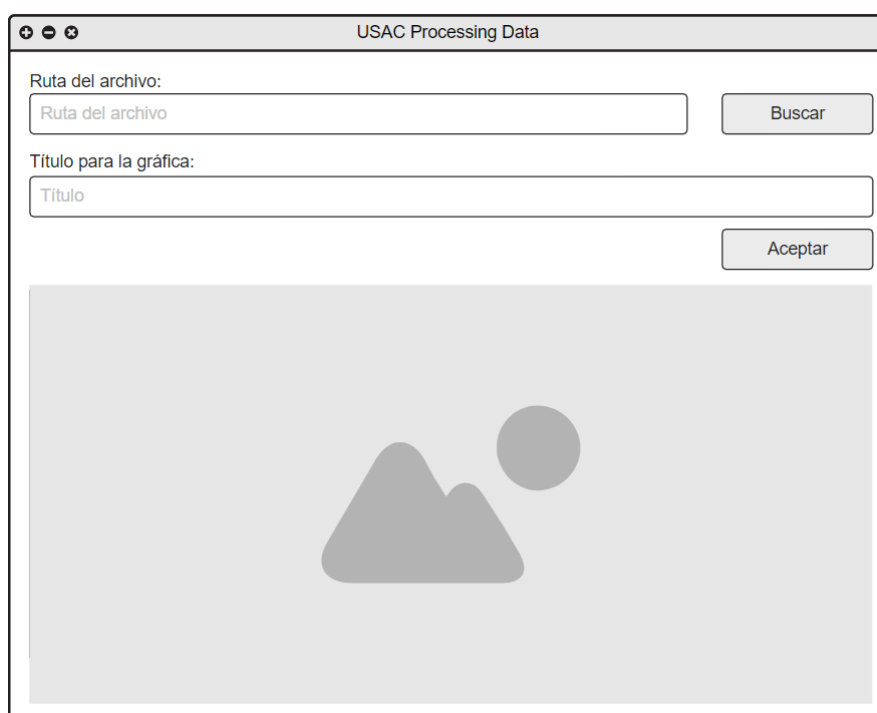 USAC Processing Data
Ruta del archivo:
Ruta del archivo
Buscar
Título para la gráfica:
Título
Aceptar